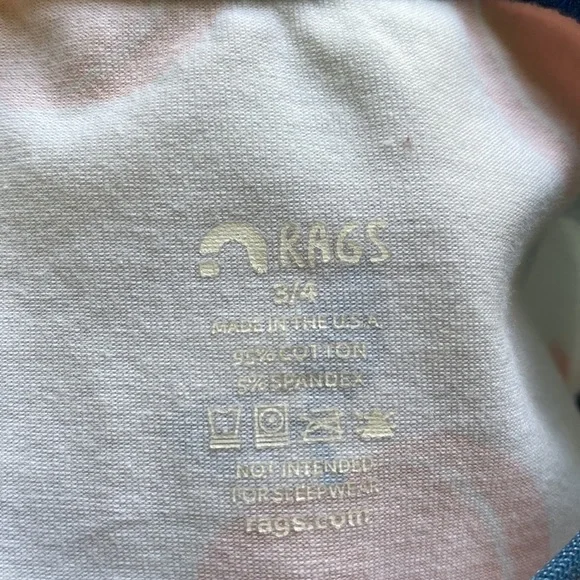 RAGS
3/4
MADE IN THE U.S.A
95% COTTON
5% SPANDEX
NOT INTENDED
FOR SLEEPWEAR
rags.com